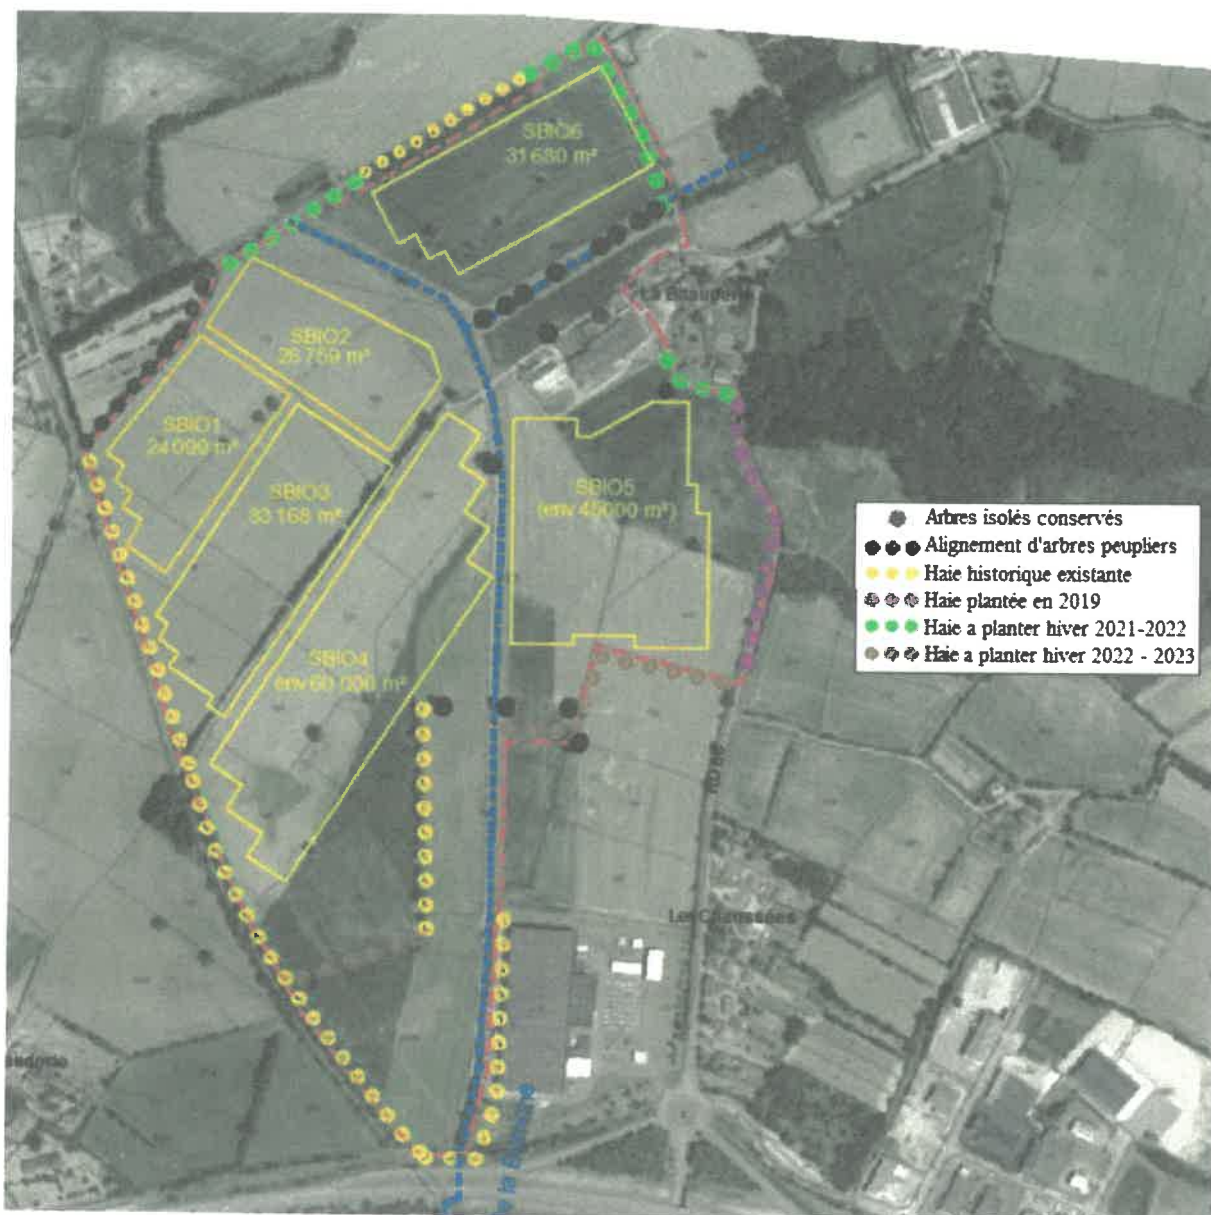 SBIO6
31 680 m²
La Biauderie
SBIO2
26 759 m²
SBIO1
24 099 m²
SBIO3
33 168 m²
SBIO5
(env 45000 m²)
SBIO4
env 60 000 m²
Arbres isolés conservés
Alignement d'arbres peupliers
Haie historique existante
Haie plantée en 2019
Haie a planter hiver 2021-2022
Haie a planter hiver 2022 - 2023
Les Chaussées